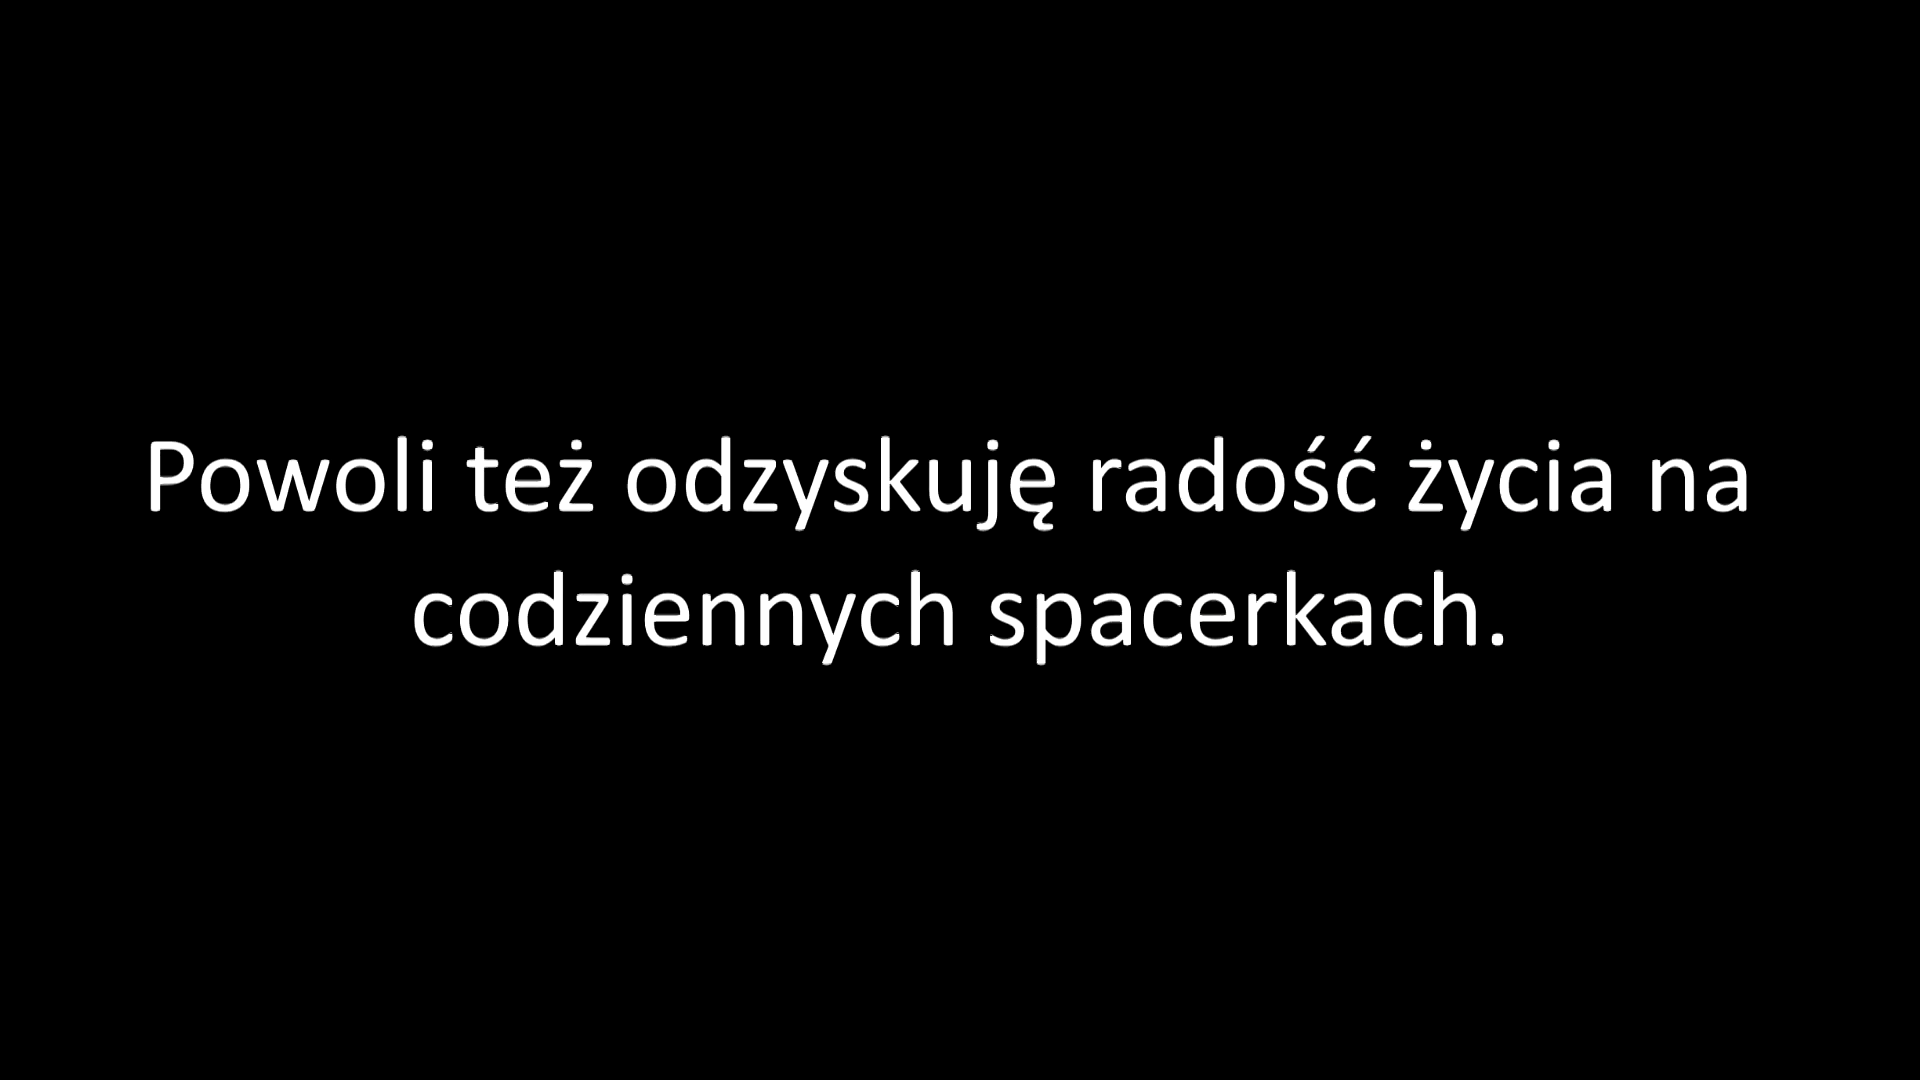 Powoli też odzyskuję radość życia na
codziennych spacerkach.